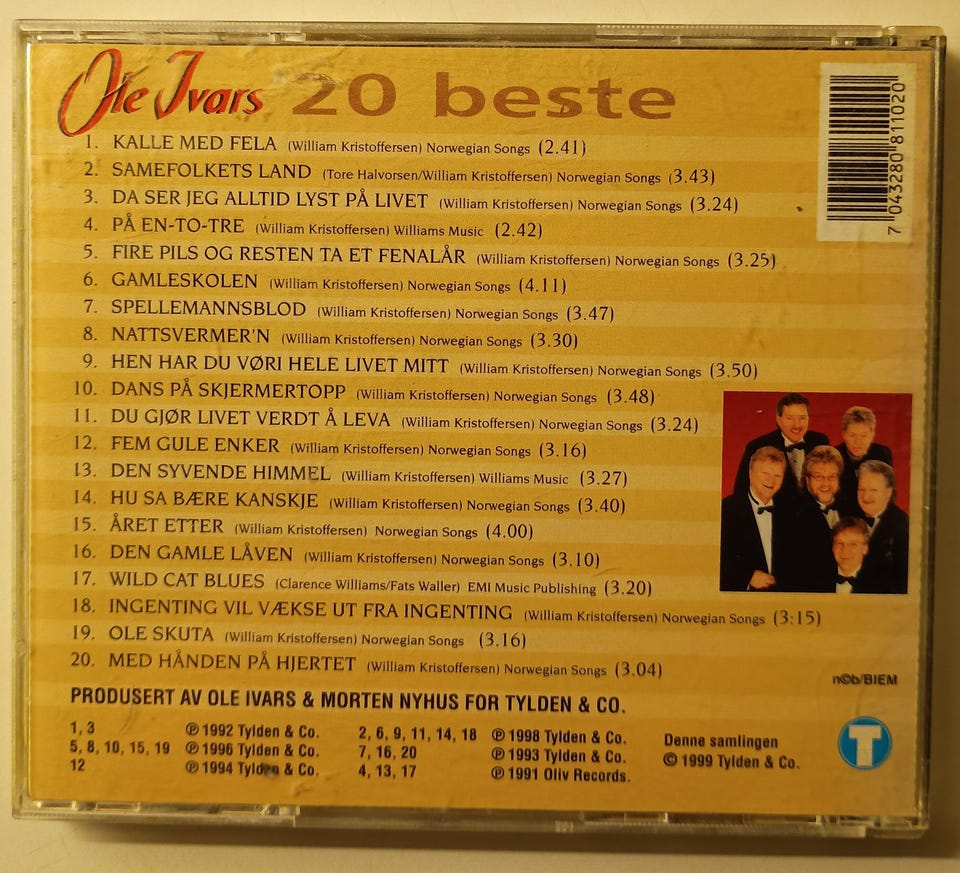 Ole Ivars 20 beste
1. KALLE MED FELA (William Kristoffersen) Norwegian Songs (2.41)
2. SAMEFOLKETS LAND (Tore Halvorsen/William Kristoffersen) Norwegian Songs (3.43)
3. DA SER JEG ALLTID LYST PÅ LIVET (William Kristoffersen) Norwegian Songs (3.24)
4. PÅ EN-TO-TRE (William Kristoffersen) Williams Music (2.42)
5. FIRE PILS OG RESTEN TA ET FENALÅR (William Kristoffersen) Norwegian Songs (3.25)
6. GAMLESKOLEN (William Kristoffersen) Norwegian Songs (4.11)
7. SPELLEMANNSBLOD (William Kristoffersen) Norwegian Songs (3.47)
8. NATTSVERMER'N (William Kristoffersen) Norwegian Songs (3.30)
9. HEN HAR DU VØRI HELE LIVET MITT (William Kristoffersen) Norwegian Songs (3.50)
10. DANS PÅ SKJERMERTOPP (William Kristoffersen) Norwegian Songs (3.48)
11. DU GJØR LIVET VERDT Å LEVA (William Kristoffersen) Norwegian Songs (3.24)
12. FEM GULE ENKER (William Kristoffersen) Norwegian Songs (3.16)
13. DEN SYVENDE HIMMEL (William Kristoffersen) Williams Music (3.27)
14. HU SA BÆRE KANSKJE (William Kristoffersen) Norwegian Songs (3.40)
15. ÅRET ETTER (William Kristoffersen) Norwegian Songs (4.00)
16. DEN GAMLE LÅVEN (William Kristoffersen) Norwegian Songs (3.10)
17. WILD CAT BLUES (Clarence Williams/Fats Waller) EMI Music Publishing (3.20)
18. INGENTING VIL VÆKSE UT FRA INGENTING (William Kristoffersen) Norwegian Songs (3:15)
19. OLE SKUTA (William Kristoffersen) Norwegian Songs (3.16)
20. MED HÅNDEN PÅ HJERTET (William Kristoffersen) Norwegian Songs (3.04)
7 043280 811020
n©b/BIEM
PRODUSERT AV OLE IVARS & MORTEN NYHUS FOR TYLDEN & CO.
1, 3 ℗ 1992 Tylden & Co.
5, 8, 10, 15, 19 ℗ 1996 Tylden & Co.
12 ℗ 1994 Tylden & Co.
2, 6, 9, 11, 14, 18 ℗ 1998 Tylden & Co.
7, 16, 20 ℗ 1993 Tylden & Co.
4, 13, 17 ℗ 1991 Oliv Records.
Denne samlingen
© 1999 Tylden & Co.
T